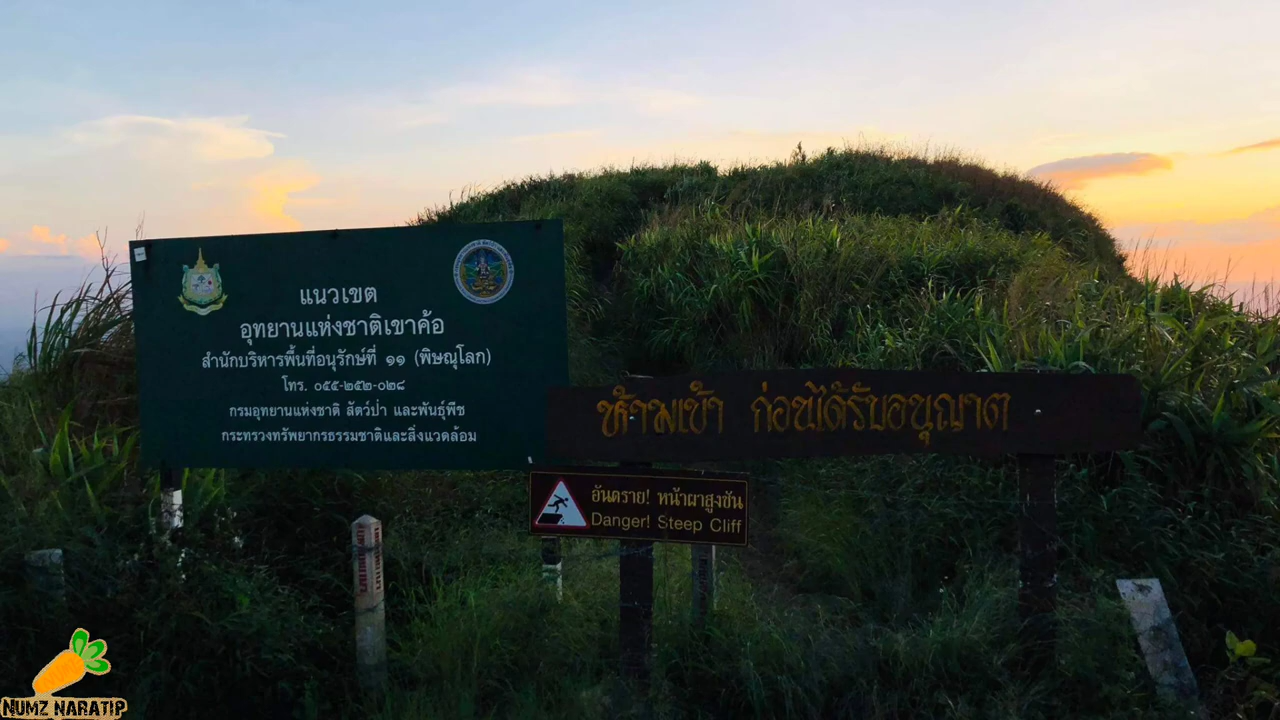 แนวเขต
อุทยานแห่งชาติเขาค้อ
สำนักบริหารพื้นที่อนุรักษ์ที่ ๑๑ (พิษณุโลก)
โทร. ๐๕๕-๒๕๒-๐๒๘
กรมอุทยานแห่งชาติ สัตว์ป่า และพันธุ์พืช
กระทรวงทรัพยากรธรรมชาติและสิ่งแวดล้อม
ห้ามเข้า ก่อนได้รับอนุญาต
อันตราย! หน้าผาสูงชัน
Danger! Steep Cliff
NUMZ NARATIP